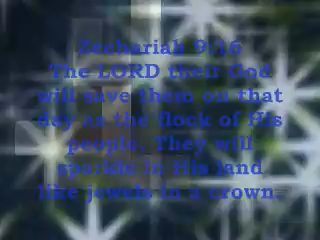 Zechariah 9:16
The LORD their God
will save them on that
day as the flock of His
people. They will
sparkle in His land
like jewels in a crown.